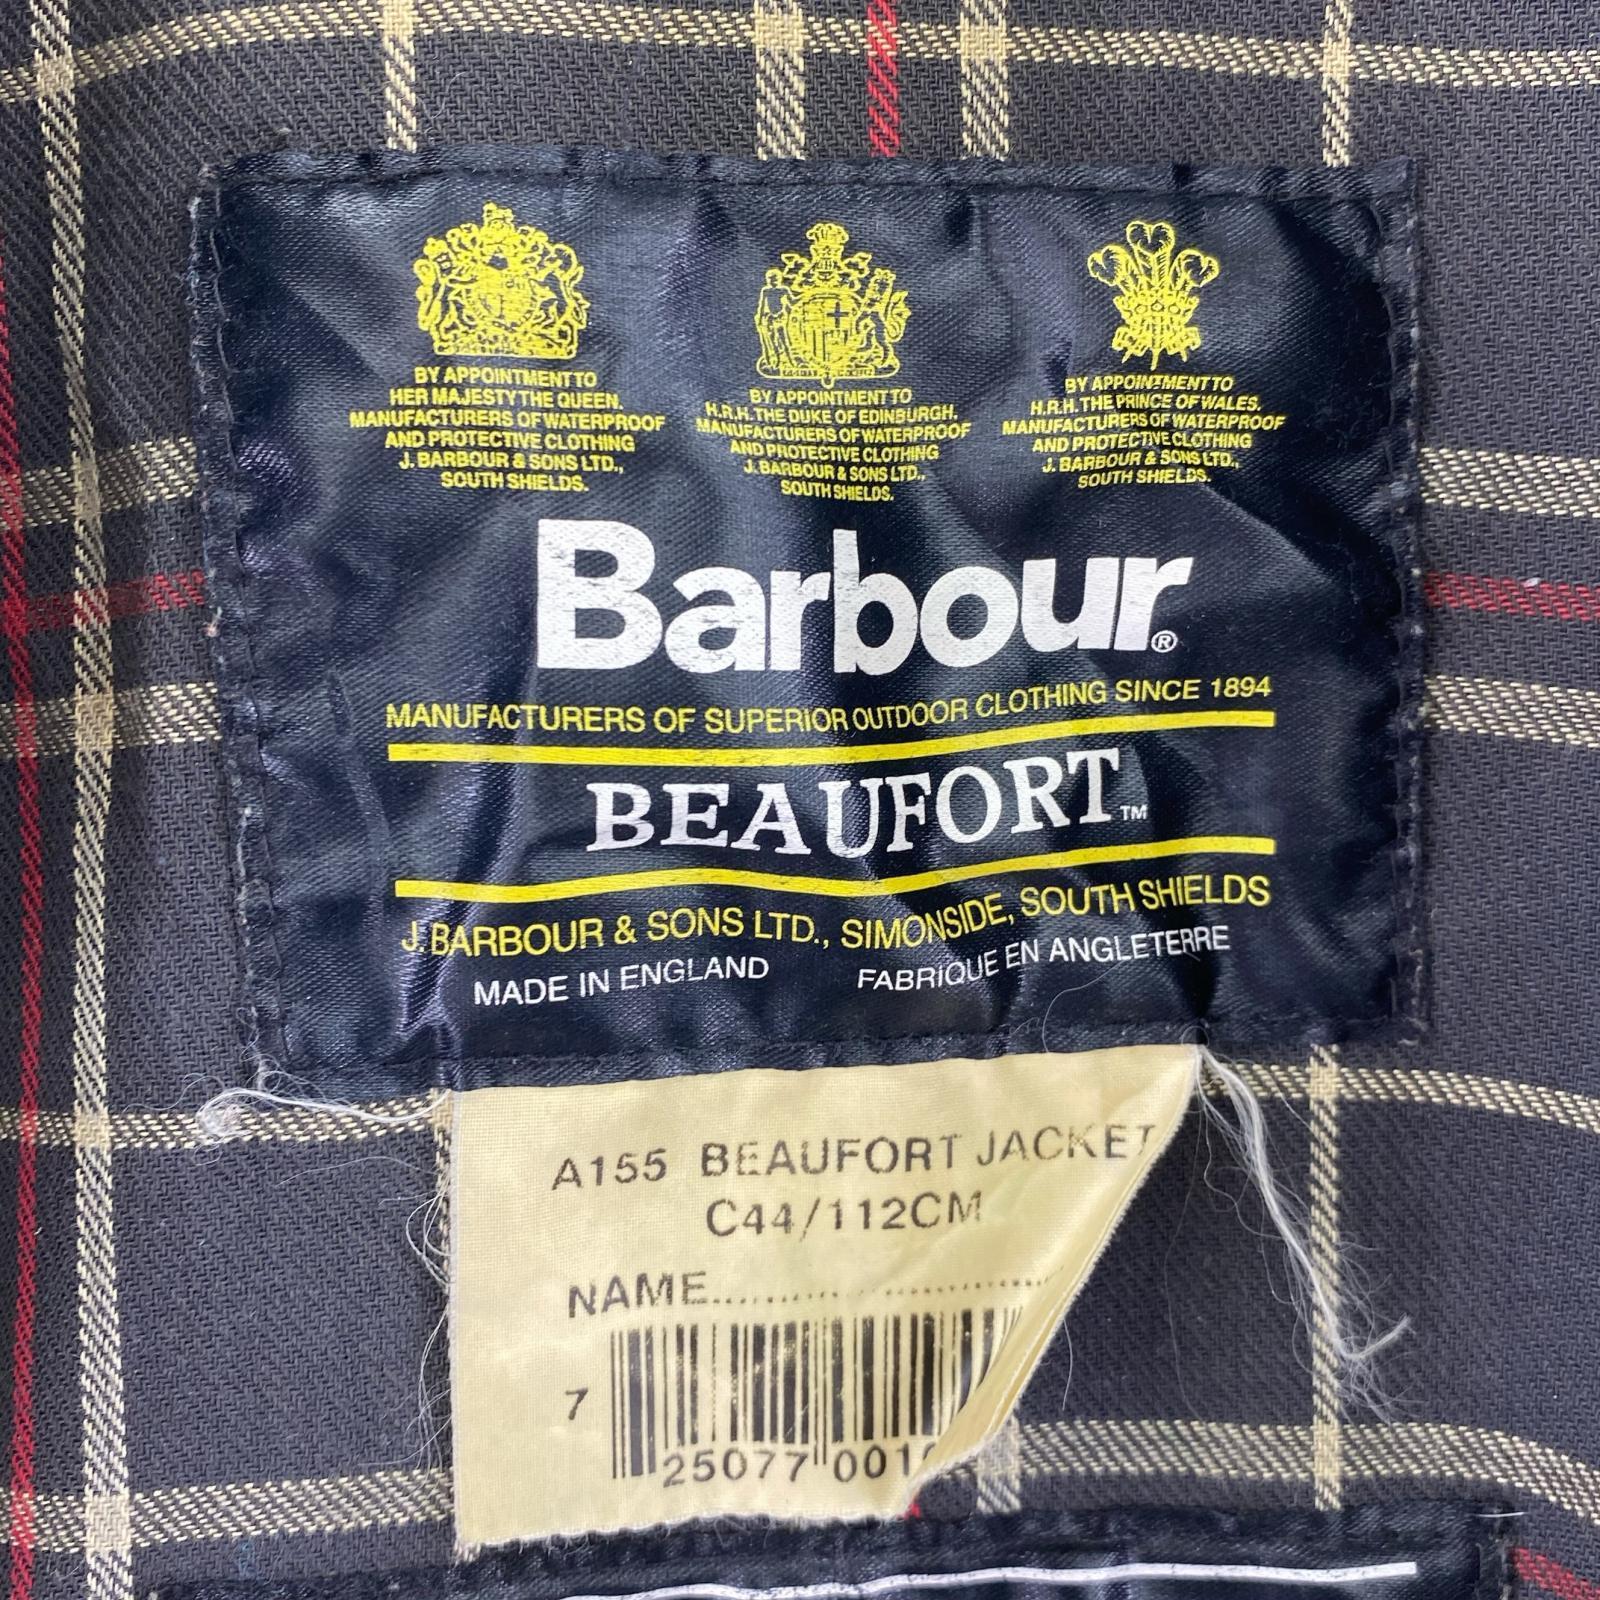 BY APPOINTMENT TO
HER MAJESTY THE QUEEN.
MANUFACTURERS OF WATERPROOF
AND PROTECTIVE CLOTHING
J. BARBOUR & SONS LTD.,
SOUTH SHIELDS.
BY APPOINTMENT TO
H.R.H. THE DUKE OF EDINBURGH.
MANUFACTURERS OF WATERPROOF
AND PROTECTIVE CLOTHING
J. BARBOUR & SONS LTD.,
SOUTH SHIELDS.
BY APPOINTMENT TO
H.R.H. THE PRINCE OF WALES.
MANUFACTURERS OF WATERPROOF
AND PROTECTIVE CLOTHING
J. BARBOUR & SONS LTD.,
SOUTH SHIELDS.
Barbour®
MANUFACTURERS OF SUPERIOR OUTDOOR CLOTHING SINCE 1894
BEAUFORT™
J. BARBOUR & SONS LTD., SIMONSIDE, SOUTH SHIELDS
MADE IN ENGLAND FABRIQUE EN ANGLETERRE
A155 BEAUFORT JACKET
C44/112CM
NAME..............................
7 25077 001